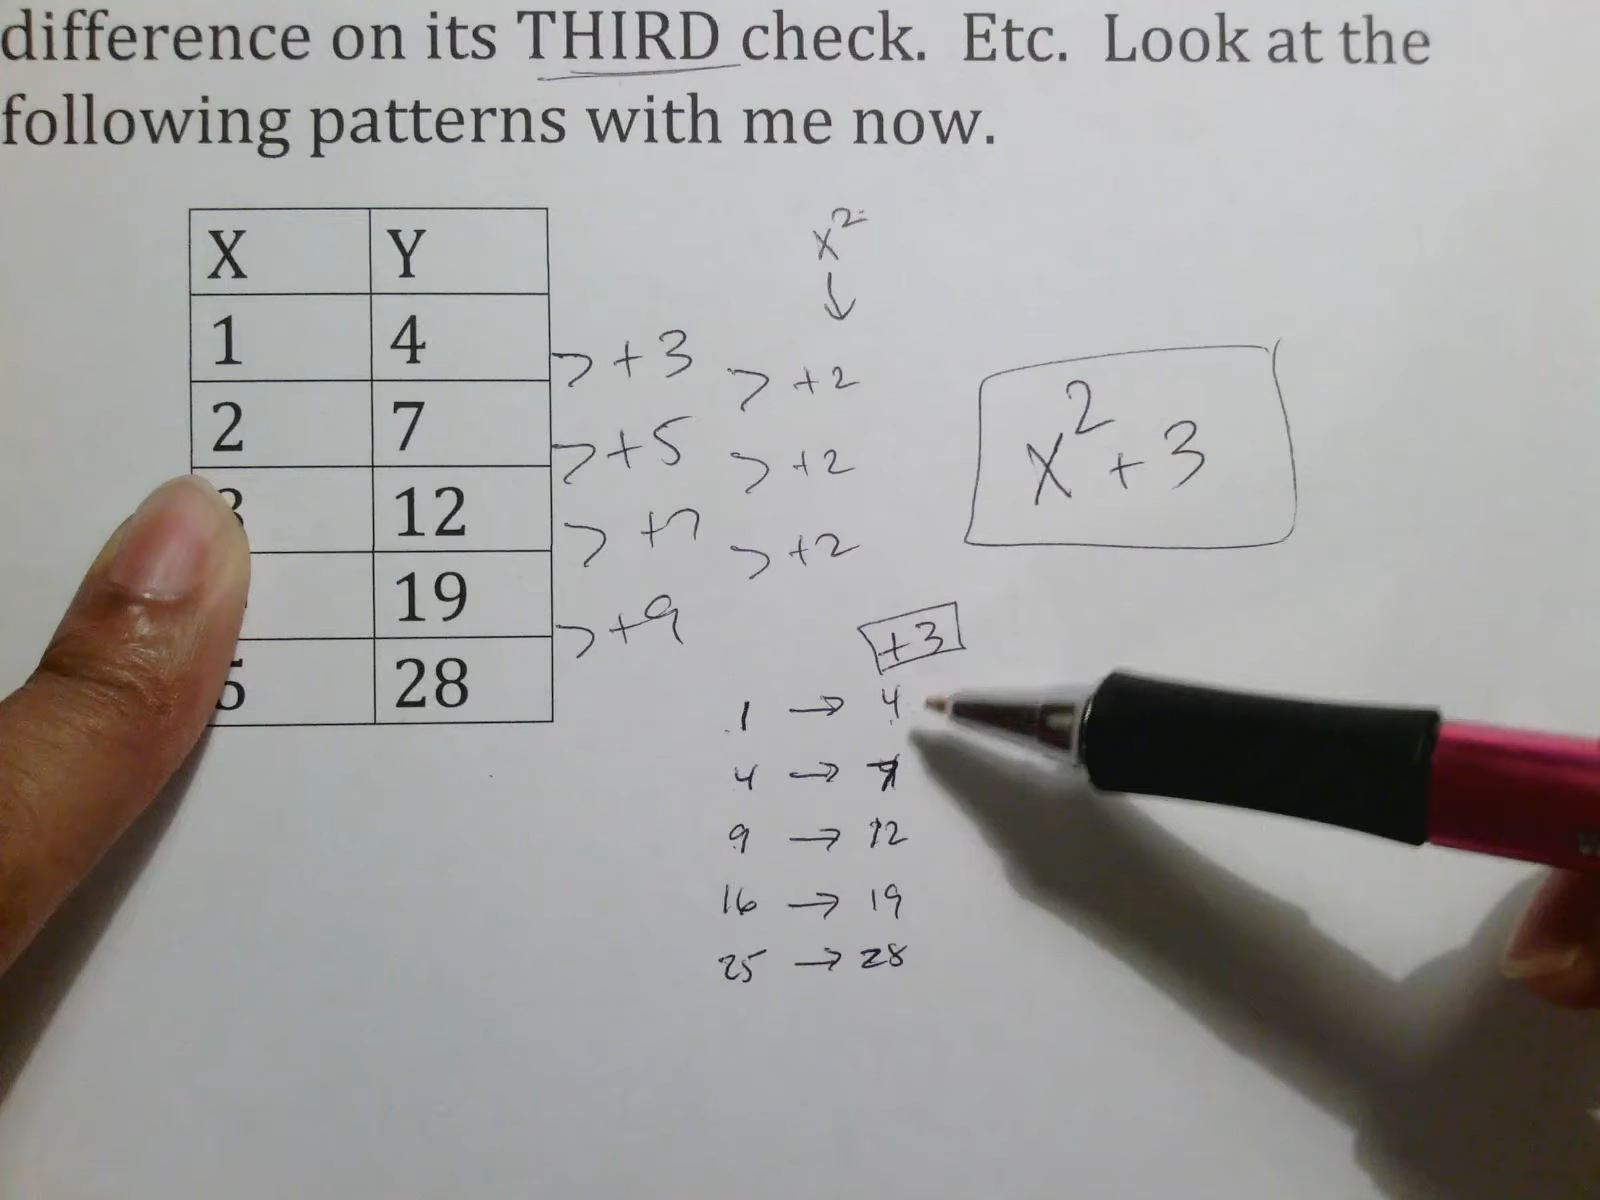 difference on its THIRD check. Etc. Look at the
following patterns with me now.
X Y
1 4
2 7
3 12
19
5 28
x²
↓
> +3 > +2
> +5 > +2
> +7 > +2
> +9
x² + 3
+3
1 → 4
4 → 7
9 → 12
16 → 19
25 → 28